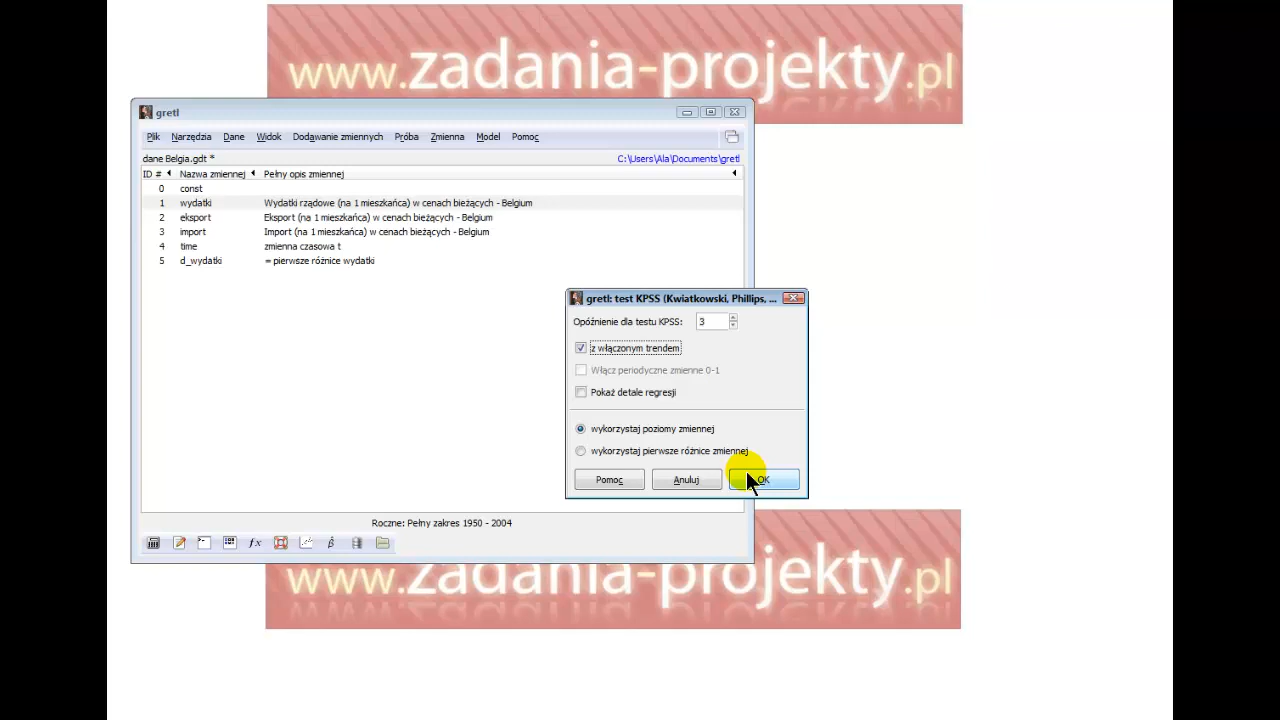 www.zadania-projekty.pl
gretl
Plik Narzędzia Dane Widok Dodawanie zmiennych Próba Zmienna Model Pomoc
dane Belgia.gdt * C:\Users\Ala\Documents\gretl
ID # Nazwa zmiennej Pełny opis zmiennej
0 const
1 wydatki Wydatki rządowe (na 1 mieszkańca) w cenach bieżących - Belgium
2 eksport Eksport (na 1 mieszkańca) w cenach bieżących - Belgium
3 import Import (na 1 mieszkańca) w cenach bieżących - Belgium
4 time zmienna czasowa t
5 d_wydatki = pierwsze różnice wydatki
gretl: test KPSS (Kwiatkowski, Phillips, ...
Opóźnienie dla testu KPSS: 3
z włączonym trendem
Włącz periodyczne zmienne 0-1
Pokaż detale regresji
wykorzystaj poziomy zmiennej
wykorzystaj pierwsze różnice zmiennej
Pomoc Anuluj OK
Roczne: Pełny zakres 1950 - 2004
fx β̂
www.zadania-projekty.pl